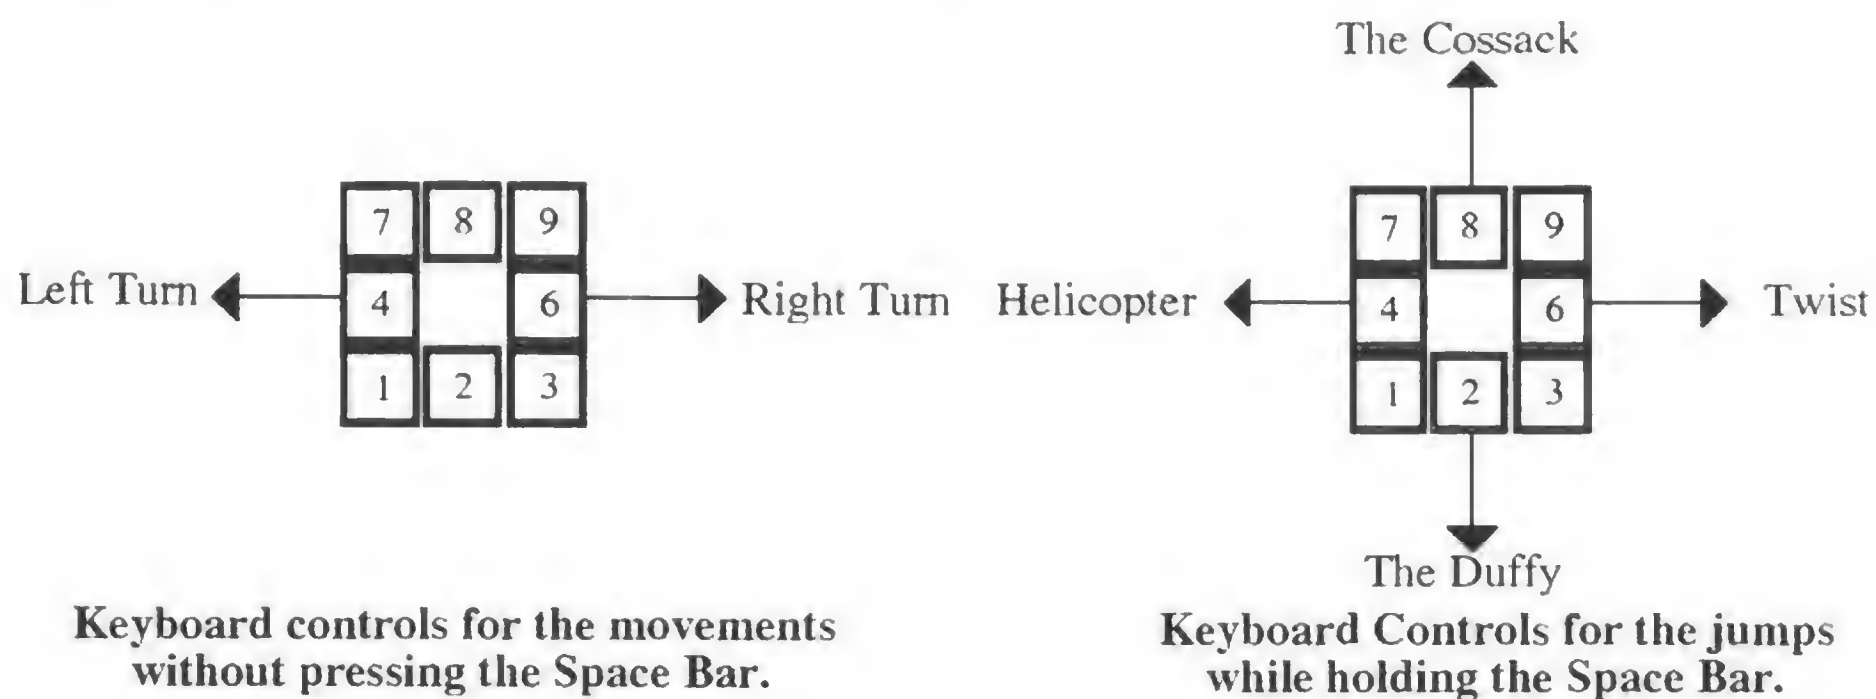 The Cossack
7 8 9
Left Turn 4 6 Right Turn
1 2 3
7 8 9
Helicopter 4 6 Twist
1 2 3
The Duffy
Keyboard controls for the movements
without pressing the Space Bar.
Keyboard Controls for the jumps
while holding the Space Bar.